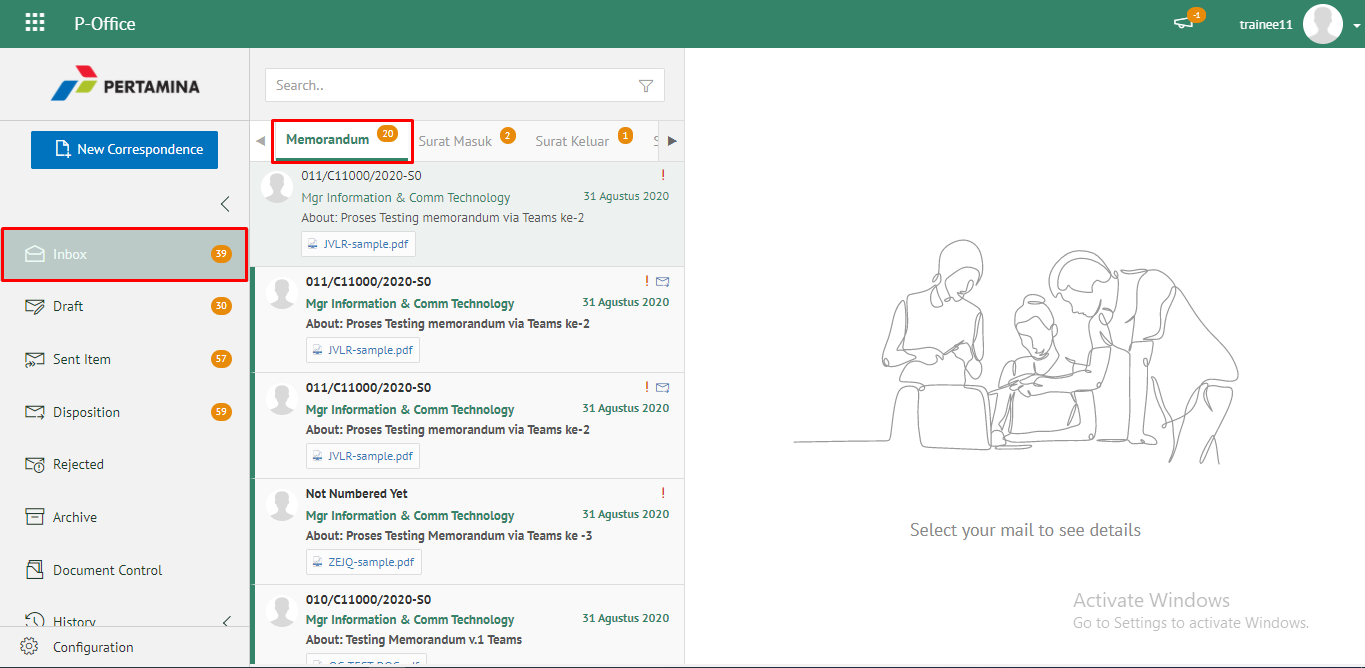 P-Office
-1
trainee11
PERTAMINA
New Correspondence
Inbox 39
Draft 30
Sent Item 57
Disposition 59
Rejected
Archive
Document Control
History
Configuration
Search..
Memorandum 20
Surat Masuk 2
Surat Keluar 1
S
011/C11000/2020-S0 !
Mgr Information & Comm Technology 31 Agustus 2020
About: Proses Testing memorandum via Teams ke-2
JVLR-sample.pdf
011/C11000/2020-S0 !
Mgr Information & Comm Technology 31 Agustus 2020
About: Proses Testing memorandum via Teams ke-2
JVLR-sample.pdf
011/C11000/2020-S0 !
Mgr Information & Comm Technology 31 Agustus 2020
About: Proses Testing memorandum via Teams ke-2
JVLR-sample.pdf
Not Numbered Yet !
Mgr Information & Comm Technology 31 Agustus 2020
About: Proses Testing Memorandum via Teams ke -3
ZEJQ-sample.pdf
010/C11000/2020-S0
Mgr Information & Comm Technology 31 Agustus 2020
About: Testing Memorandum v.1 Teams
Select your mail to see details
Activate Windows
Go to Settings to activate Windows.